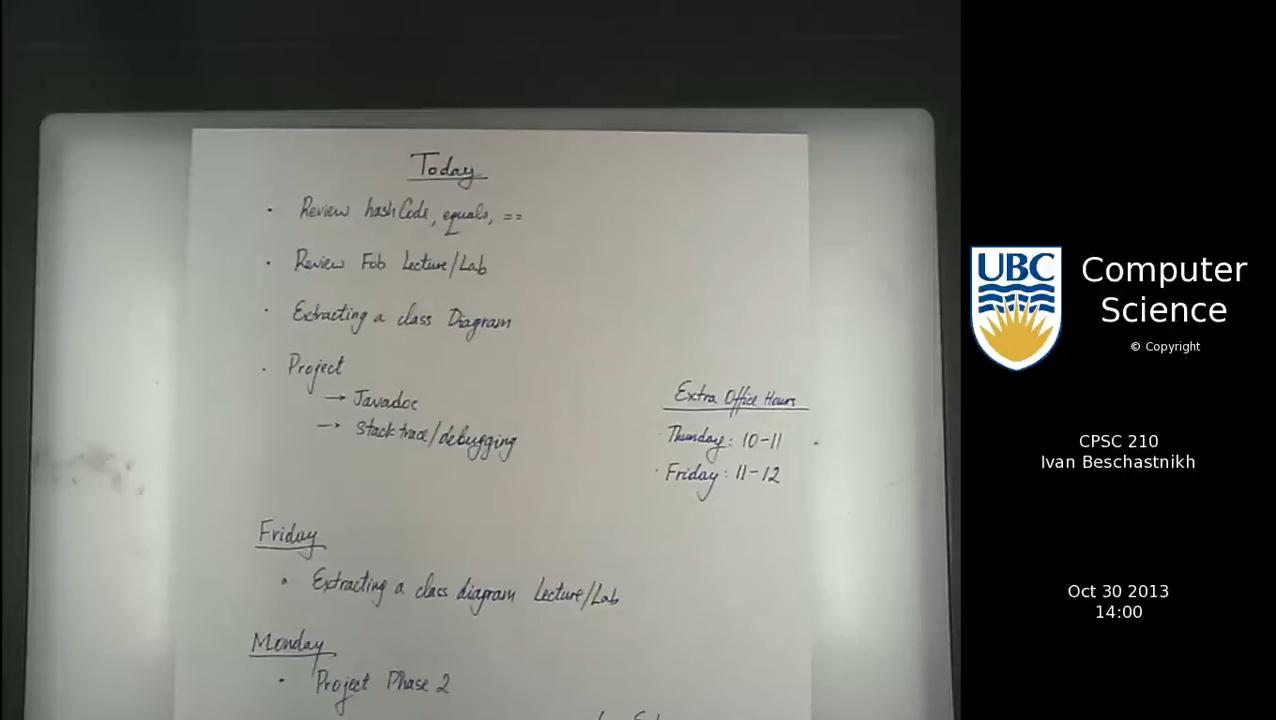 Today
· Review hashCode, equals, ==
· Review Fob Lecture/Lab
· Extracting a class Diagram
· Project
→ Javadoc
→ Stack trace/debugging
Extra Office Hours
· Thursday: 10-11
· Friday: 11-12
Friday
· Extracting a class diagram Lecture/Lab
Monday
· Project Phase 2
UBC
Computer
Science
© Copyright
CPSC 210
Ivan Beschastnikh
Oct 30 2013
14:00